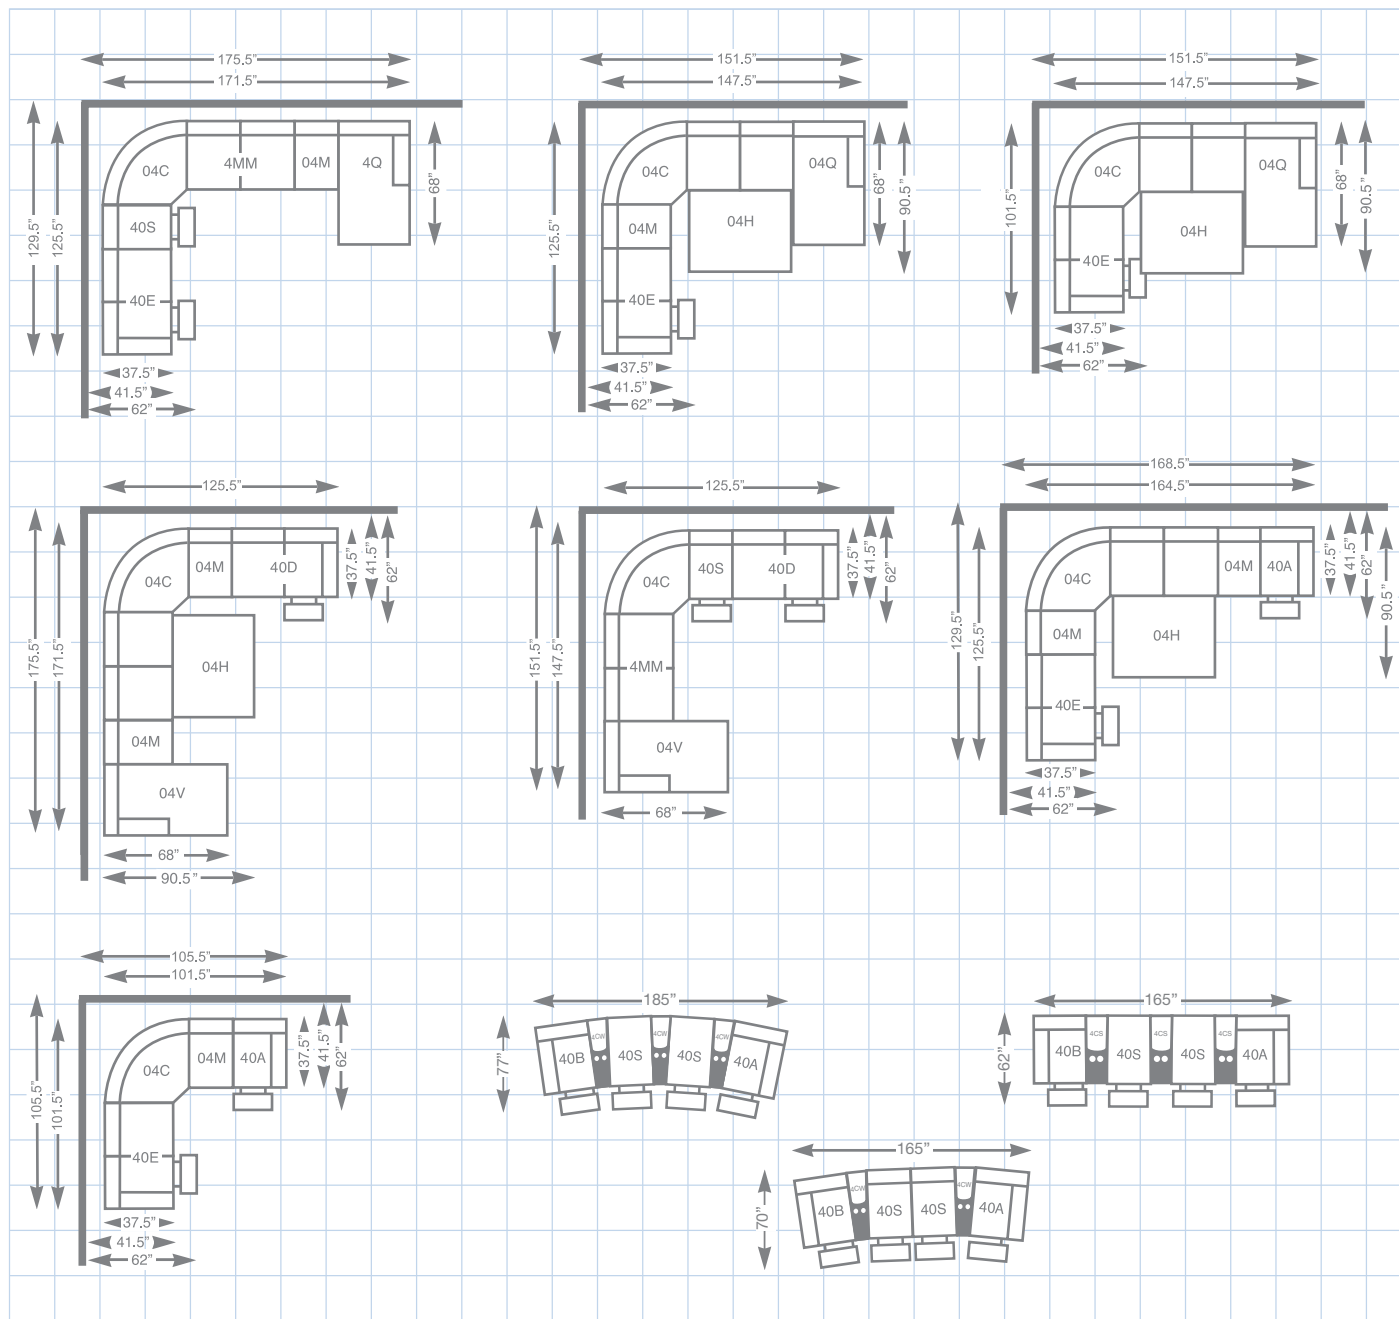 175.5”
171.5”
129.5”
125.5”
04C
4MM
04M
4Q
68”
40S
40E
37.5”
41.5”
62”
151.5”
147.5”
125.5”
04C
04Q
68”
90.5”
04M
04H
40E
37.5”
41.5”
62”
151.5”
147.5”
101.5”
04C
04Q
68”
90.5”
04H
40E
37.5”
41.5”
62”
125.5”
175.5”
171.5”
04C
04M
40D
37.5”
41.5”
62”
04H
04M
04V
68”
90.5”
125.5”
151.5”
147.5”
04C
40S
40D
37.5”
41.5”
62”
4MM
04V
68”
168.5”
164.5”
129.5”
125.5”
04C
04M
40A
37.5”
41.5”
62”
90.5”
04M
04H
40E
37.5”
41.5”
62”
105.5”
101.5”
105.5”
101.5”
04C
04M
40A
37.5”
41.5”
62”
40E
37.5”
41.5”
62”
185”
77”
40B
4CW
40S
4CW
40S
4CW
40A
165”
62”
40B
4CS
40S
4CS
40S
4CS
40A
165”
70”
40B
4CW
40S
40S
4CW
40A